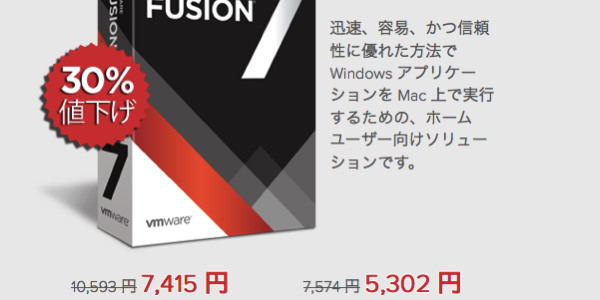 FUSION
7
30%
値下げ
7
vmware
vmware
迅速、容易、かつ信頼
性に優れた方法で
Windows アプリケー
ションを Mac 上で実行
するための、ホーム
ユーザー向けソリュー
ションです。
10,593 円 7,415 円
7,574 円 5,302 円